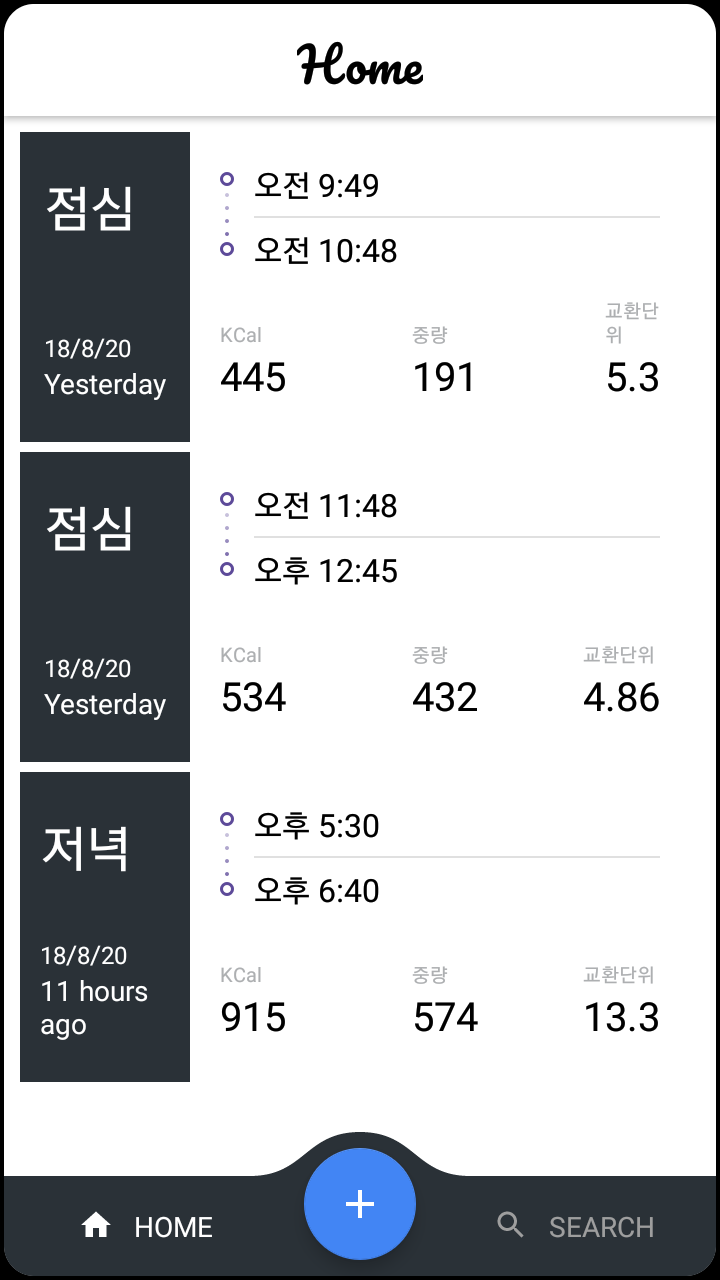 Home
점심
18/8/20
Yesterday
오전 9:49
오전 10:48
KCal
445
중량
191
교환단
위
5.3
점심
18/8/20
Yesterday
오전 11:48
오후 12:45
KCal
534
중량
432
교환단위
4.86
저녁
18/8/20
11 hours
ago
오후 5:30
오후 6:40
KCal
915
중량
574
교환단위
13.3
HOME
SEARCH